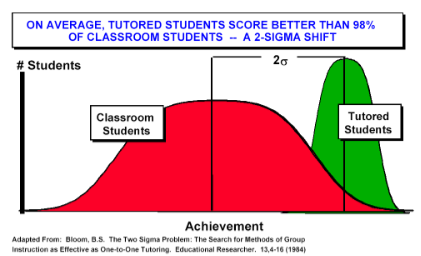 ON AVERAGE, TUTORED STUDENTS SCORE BETTER THAN 98%
OF CLASSROOM STUDENTS -- A 2-SIGMA SHIFT
# Students
2σ
Classroom
Students
Tutored
Students
Achievement
Adapted From: Bloom, B.S. The Two Sigma Problem: The Search for Methods of Group
Instruction as Effective as One-to-One Tutoring. Educational Researcher. 13,4-16 (1984)